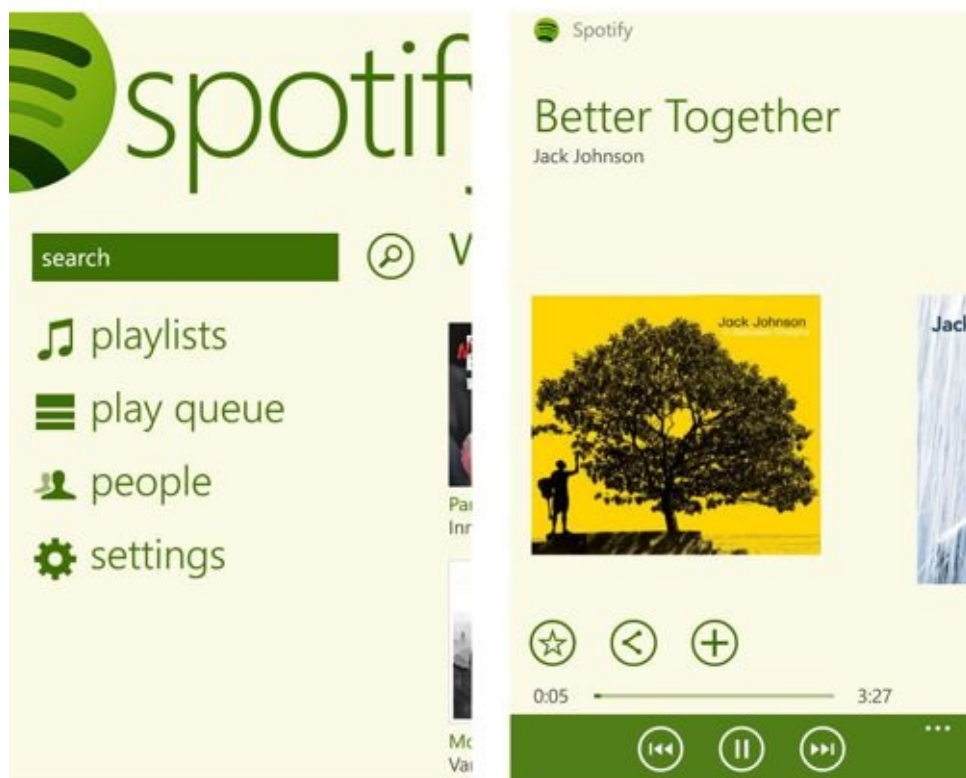 spotify
search
playlists
play queue
people
settings
Spotify
Better Together
Jack Johnson
Jack Johnson
0:05
3:27